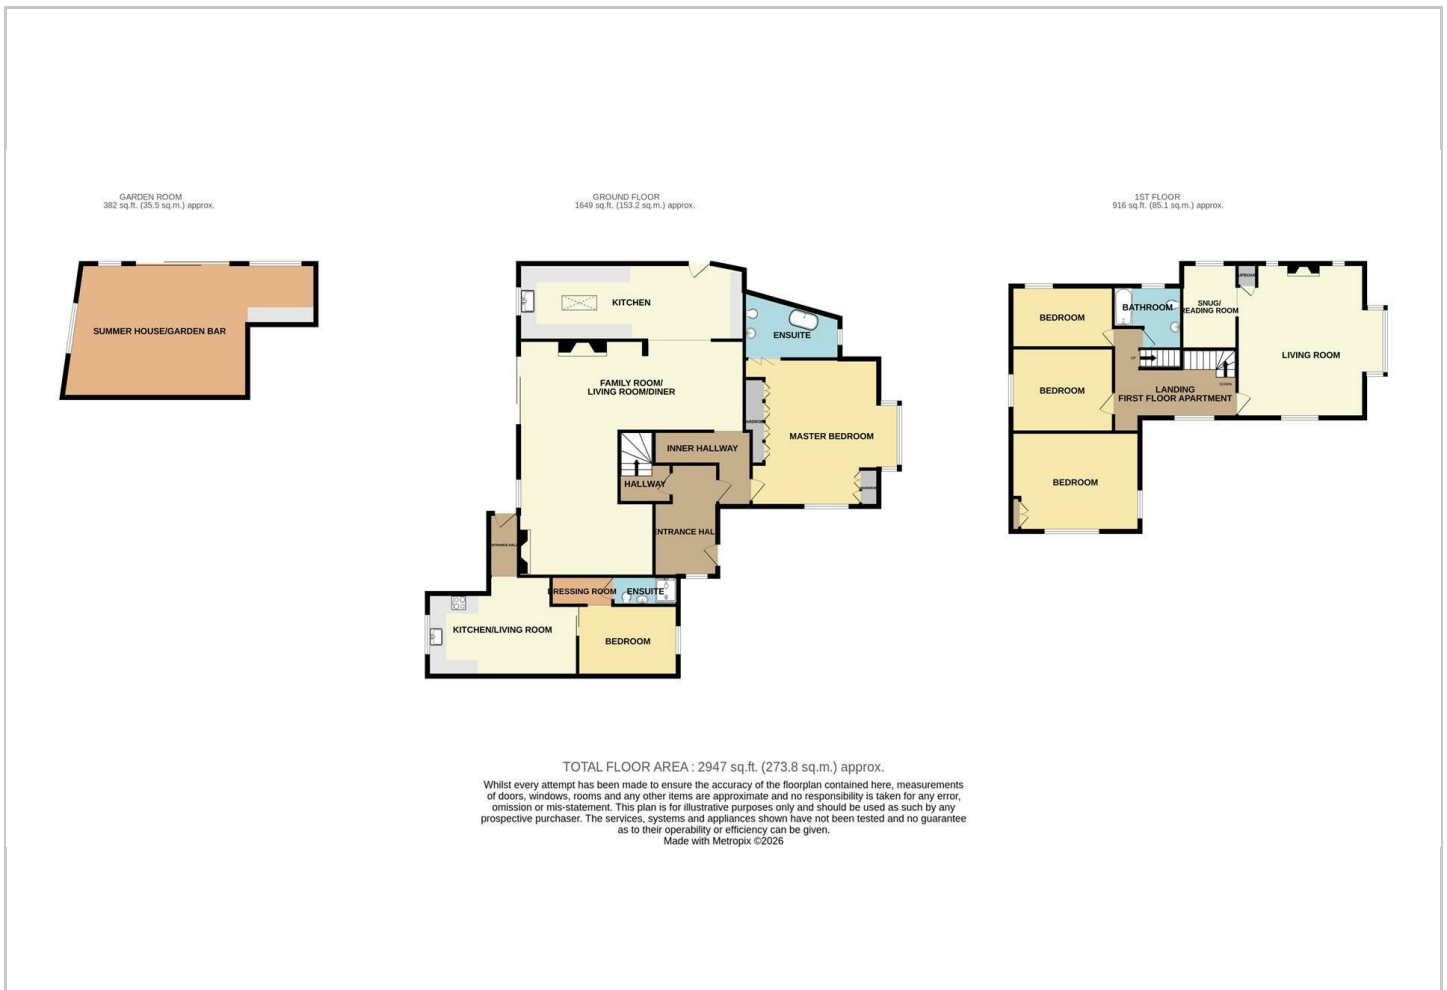 GARDEN ROOM
382 sq.ft. (35.5 sq.m.) approx.
SUMMER HOUSE/GARDEN BAR
GROUND FLOOR
1649 sq.ft. (153.2 sq.m.) approx.
KITCHEN
ENSUITE
FAMILY ROOM/
LIVING ROOM/DINER
MASTER BEDROOM
INNER HALLWAY
HALLWAY
ENTRANCE HALL
ENTRANCE HALL
DRESSING ROOM
ENSUITE
KITCHEN/LIVING ROOM
BEDROOM
1ST FLOOR
916 sq.ft. (85.1 sq.m.) approx.
BEDROOM
BATHROOM
SNUG/
READING ROOM
LIVING ROOM
UP
DOWN
BEDROOM
LANDING
FIRST FLOOR APARTMENT
BEDROOM
TOTAL FLOOR AREA : 2947 sq.ft. (273.8 sq.m.) approx.
Whilst every attempt has been made to ensure the accuracy of the floorplan contained here, measurements
of doors, windows, rooms and any other items are approximate and no responsibility is taken for any error,
omission or mis-statement. This plan is for illustrative purposes only and should be used as such by any
prospective purchaser. The services, systems and appliances shown have not been tested and no guarantee
as to their operability or efficiency can be given.
Made with Metropix ©2026